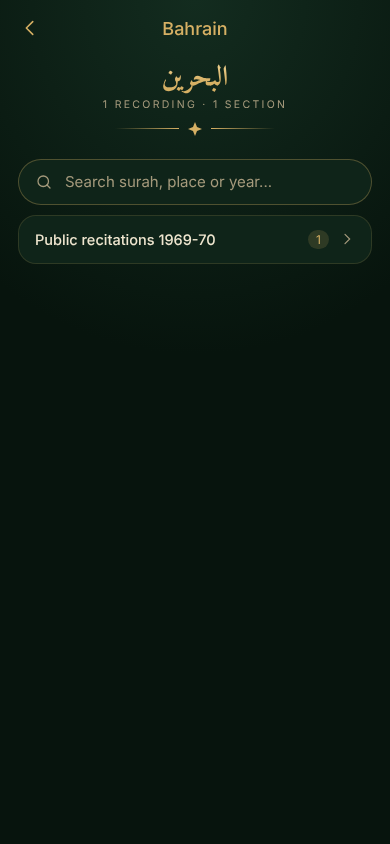 Bahrain
البحرين
1 RECORDING · 1 SECTION
Search surah, place or year...
Public recitations 1969-70
1